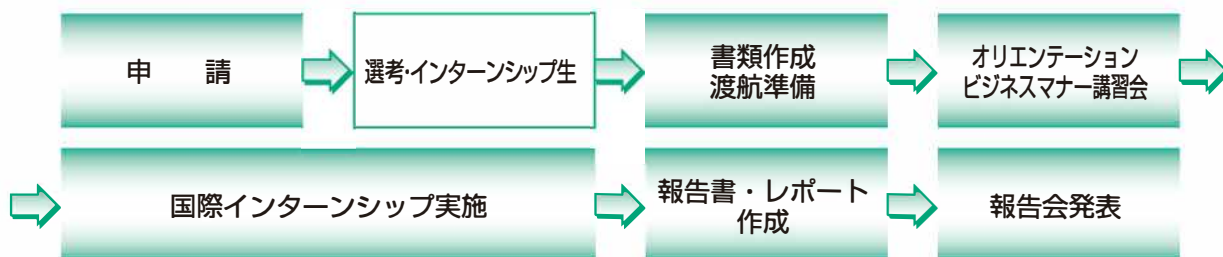 申　　請
選考・インターンシップ生
書類作成
渡航準備
オリエンテーション
ビジネスマナー講習会
国際インターンシップ実施
報告書・レポート
作成
報告会発表